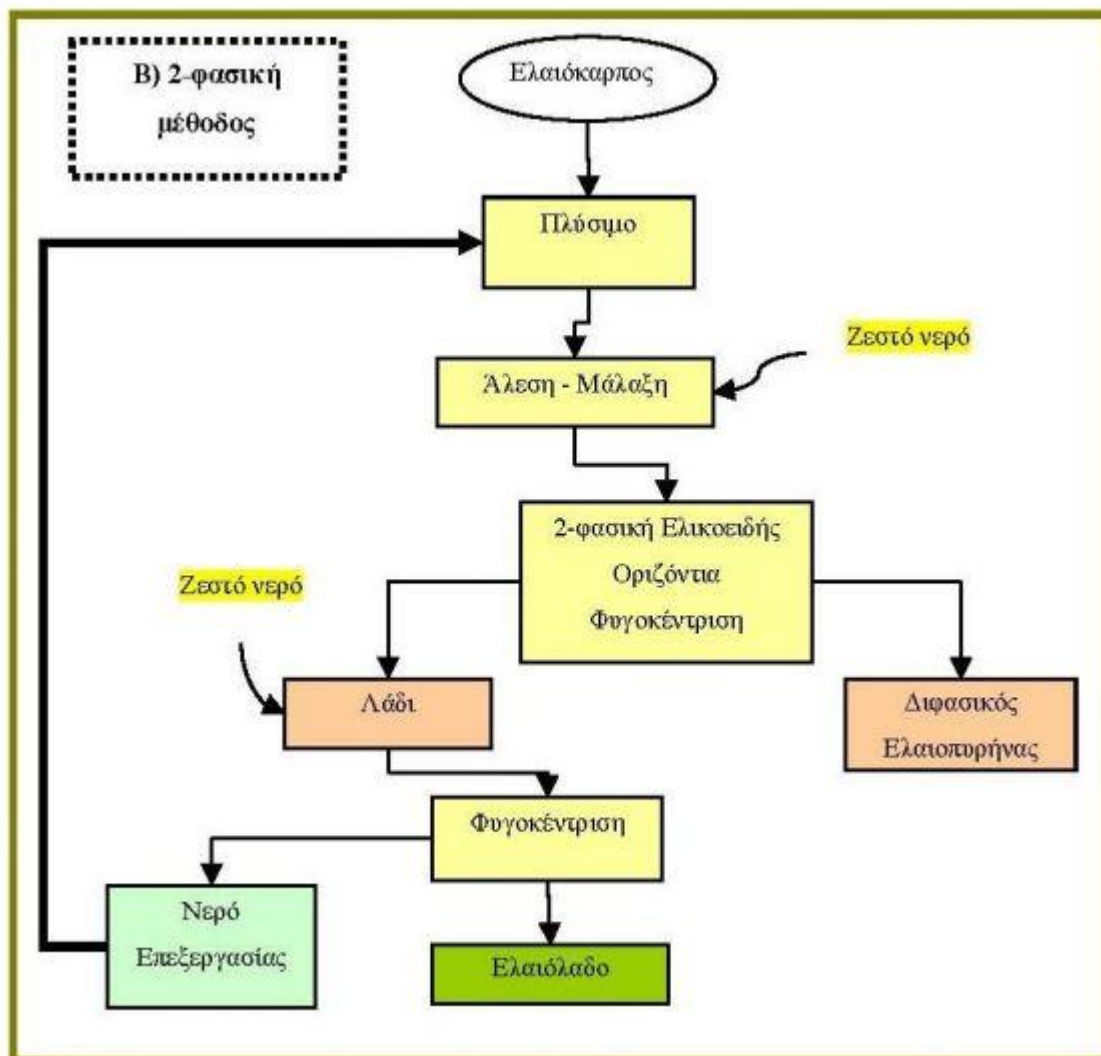 Β) 2-φασική
μέθοδος
Ελαιόκαρπος
Πλύσιμο
Ζεστό νερό
Άλεση - Μάλαξη
2-φασική Ελικοειδής
Οριζόντια
Φυγοκέντριση
Ζεστό νερό
Λάδι
Διφασικός
Ελαιοπυρήνας
Φυγοκέντριση
Νερό
Επεξεργασίας
Ελαιόλαδο